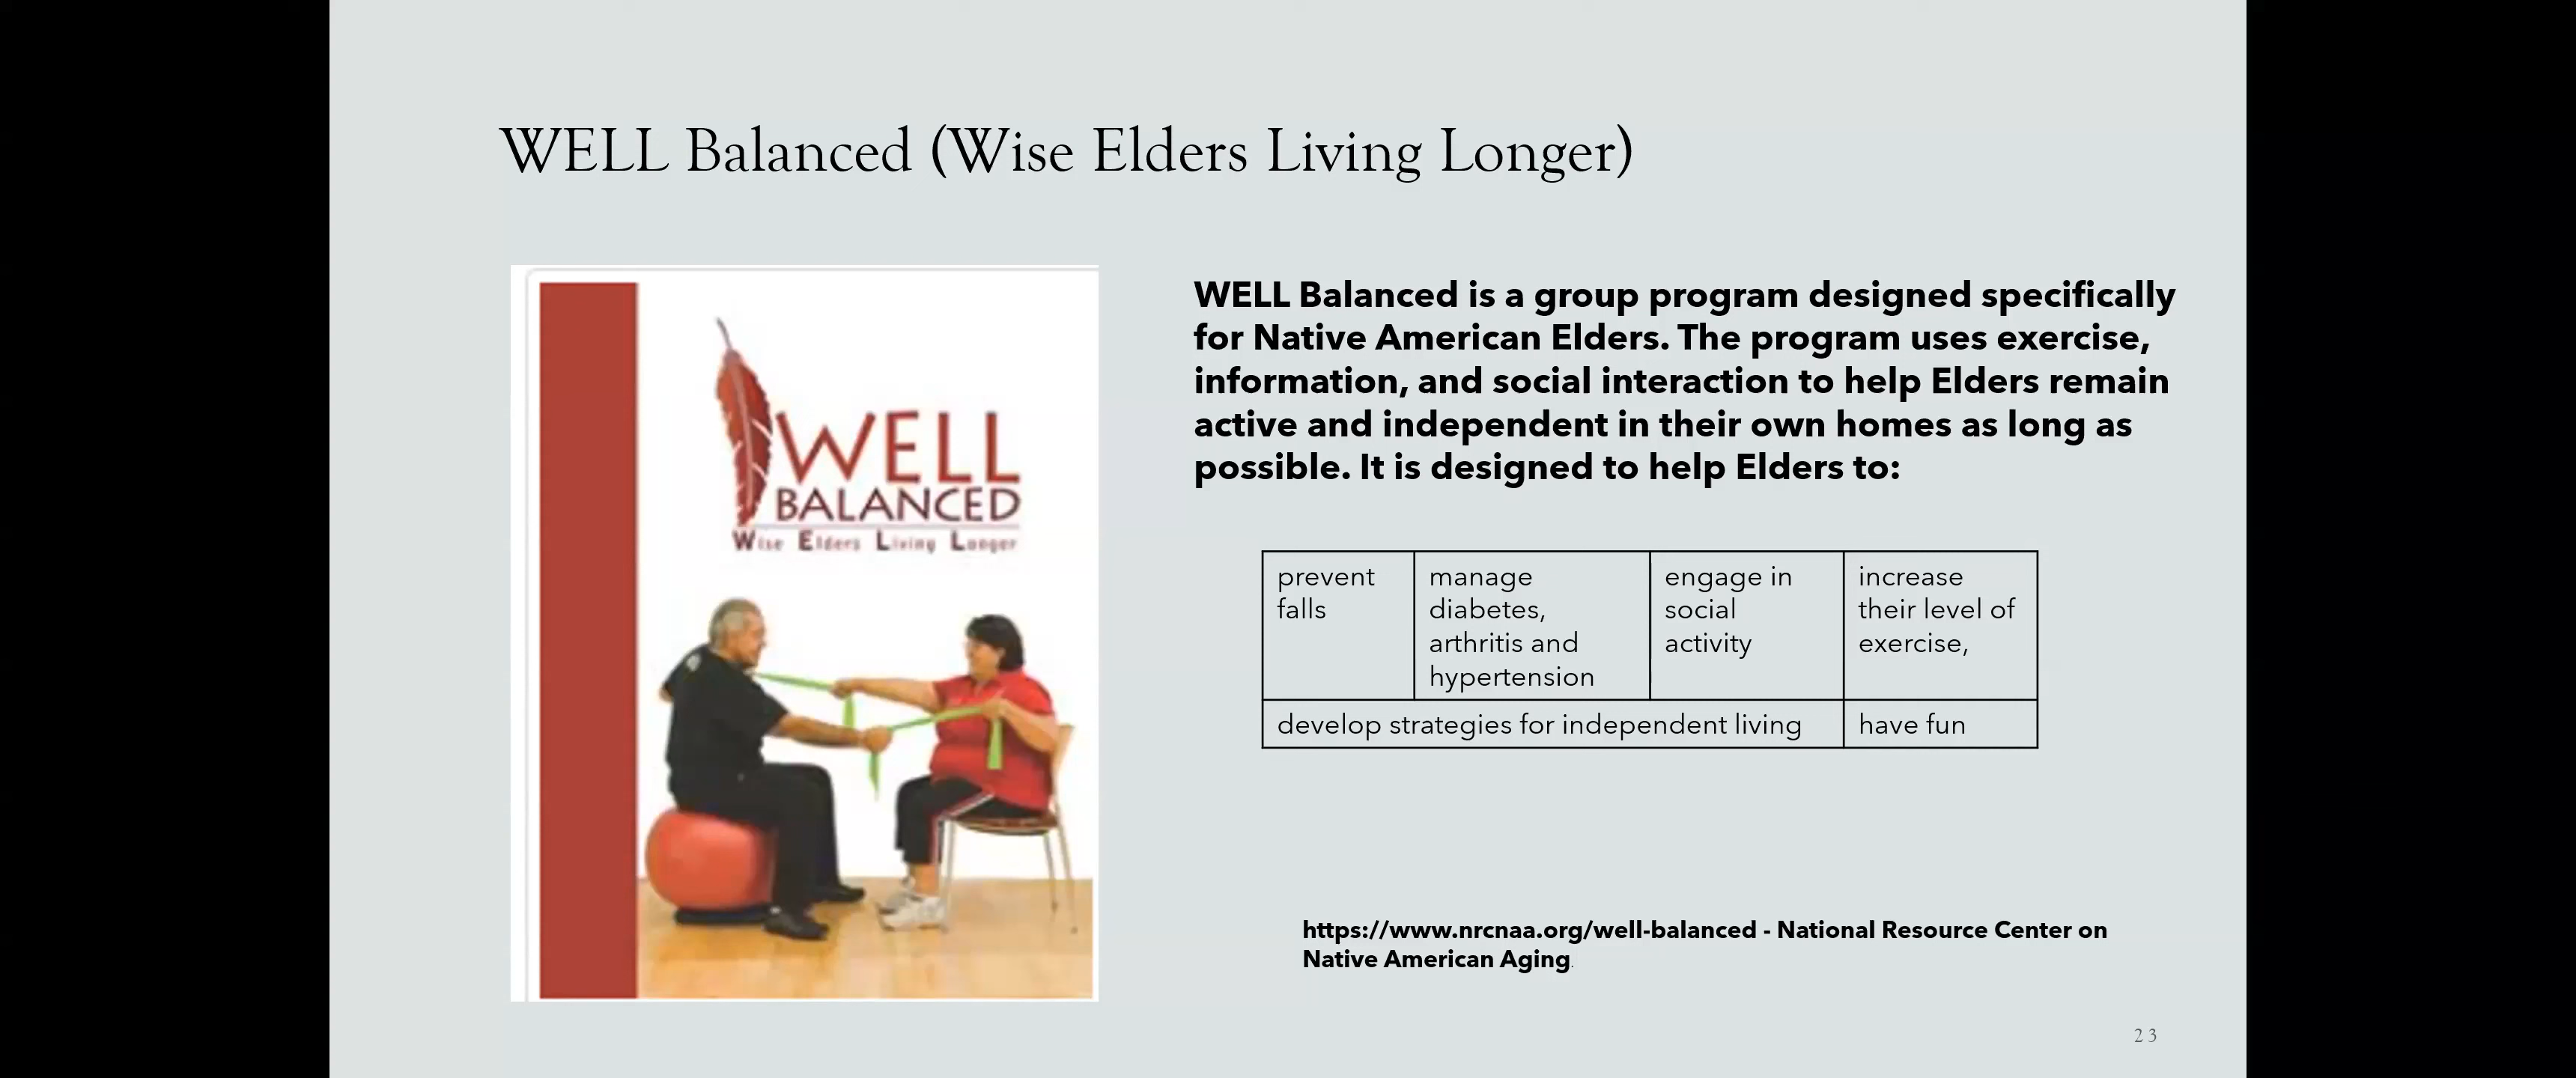 WELL Balanced (Wise Elders Living Longer)
WELL
BALANCED
Wise Elders Living Longer
WELL Balanced is a group program designed specifically
for Native American Elders. The program uses exercise,
information, and social interaction to help Elders remain
active and independent in their own homes as long as
possible. It is designed to help Elders to:
prevent
falls
manage
diabetes,
arthritis and
hypertension
engage in
social
activity
increase
their level of
exercise,
develop strategies for independent living
have fun
https://www.nrcnaa.org/well-balanced - National Resource Center on
Native American Aging.
23